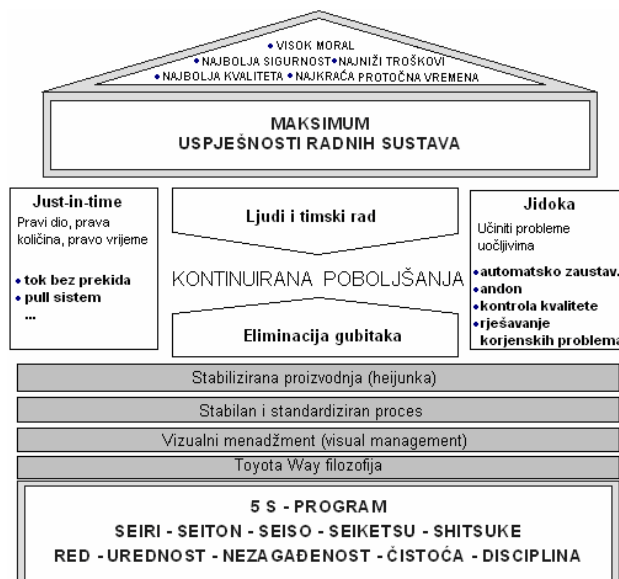 • VISOK MORAL
• NAJBOLJA SIGURNOST • NAJNIŽI TROŠKOVI
• NAJBOLJA KVALITETA • NAJKRAĆA PROTOČNA VREMENA
MAKSIMUM
USPJEŠNOSTI RADNIH SUSTAVA
Just-in-time
Pravi dio, prava
količina, pravo vrijeme
• tok bez prekida
• pull sistem
...
Ljudi i timski rad
KONTINUIRANA POBOLJŠANJA
Eliminacija gubitaka
Jidoka
Učiniti probleme
uočljivima
• automatsko zaustav.
• andon
• kontrola kvalitete
• rješavanje
korjenskih problema
Stabilizirana proizvodnja (heijunka)
Stabilan i standardiziran proces
Vizualni menadžment (visual management)
Toyota Way filozofija
5 S - PROGRAM
SEIRI - SEITON - SEISO - SEIKETSU - SHITSUKE
RED - UREDNOST - NEZAGAĐENOST - ČISTOĆA - DISCIPLINA